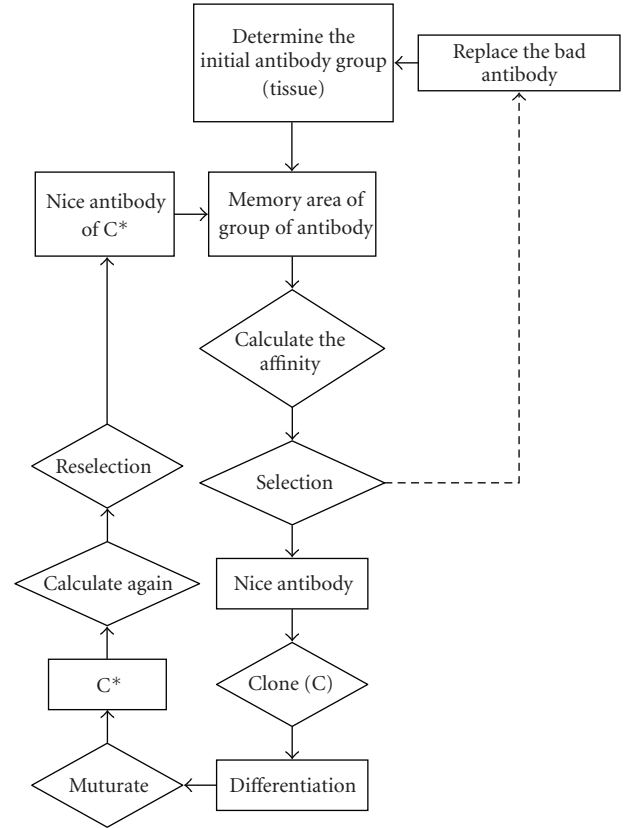 Determine the
initial antibody group
(tissue)
Replace the bad
antibody
Nice antibody
of C*
Memory area of
group of antibody
Calculate the
affinity
Reselection
Selection
Calculate again
Nice antibody
C*
Clone (C)
Muturate
Differentiation